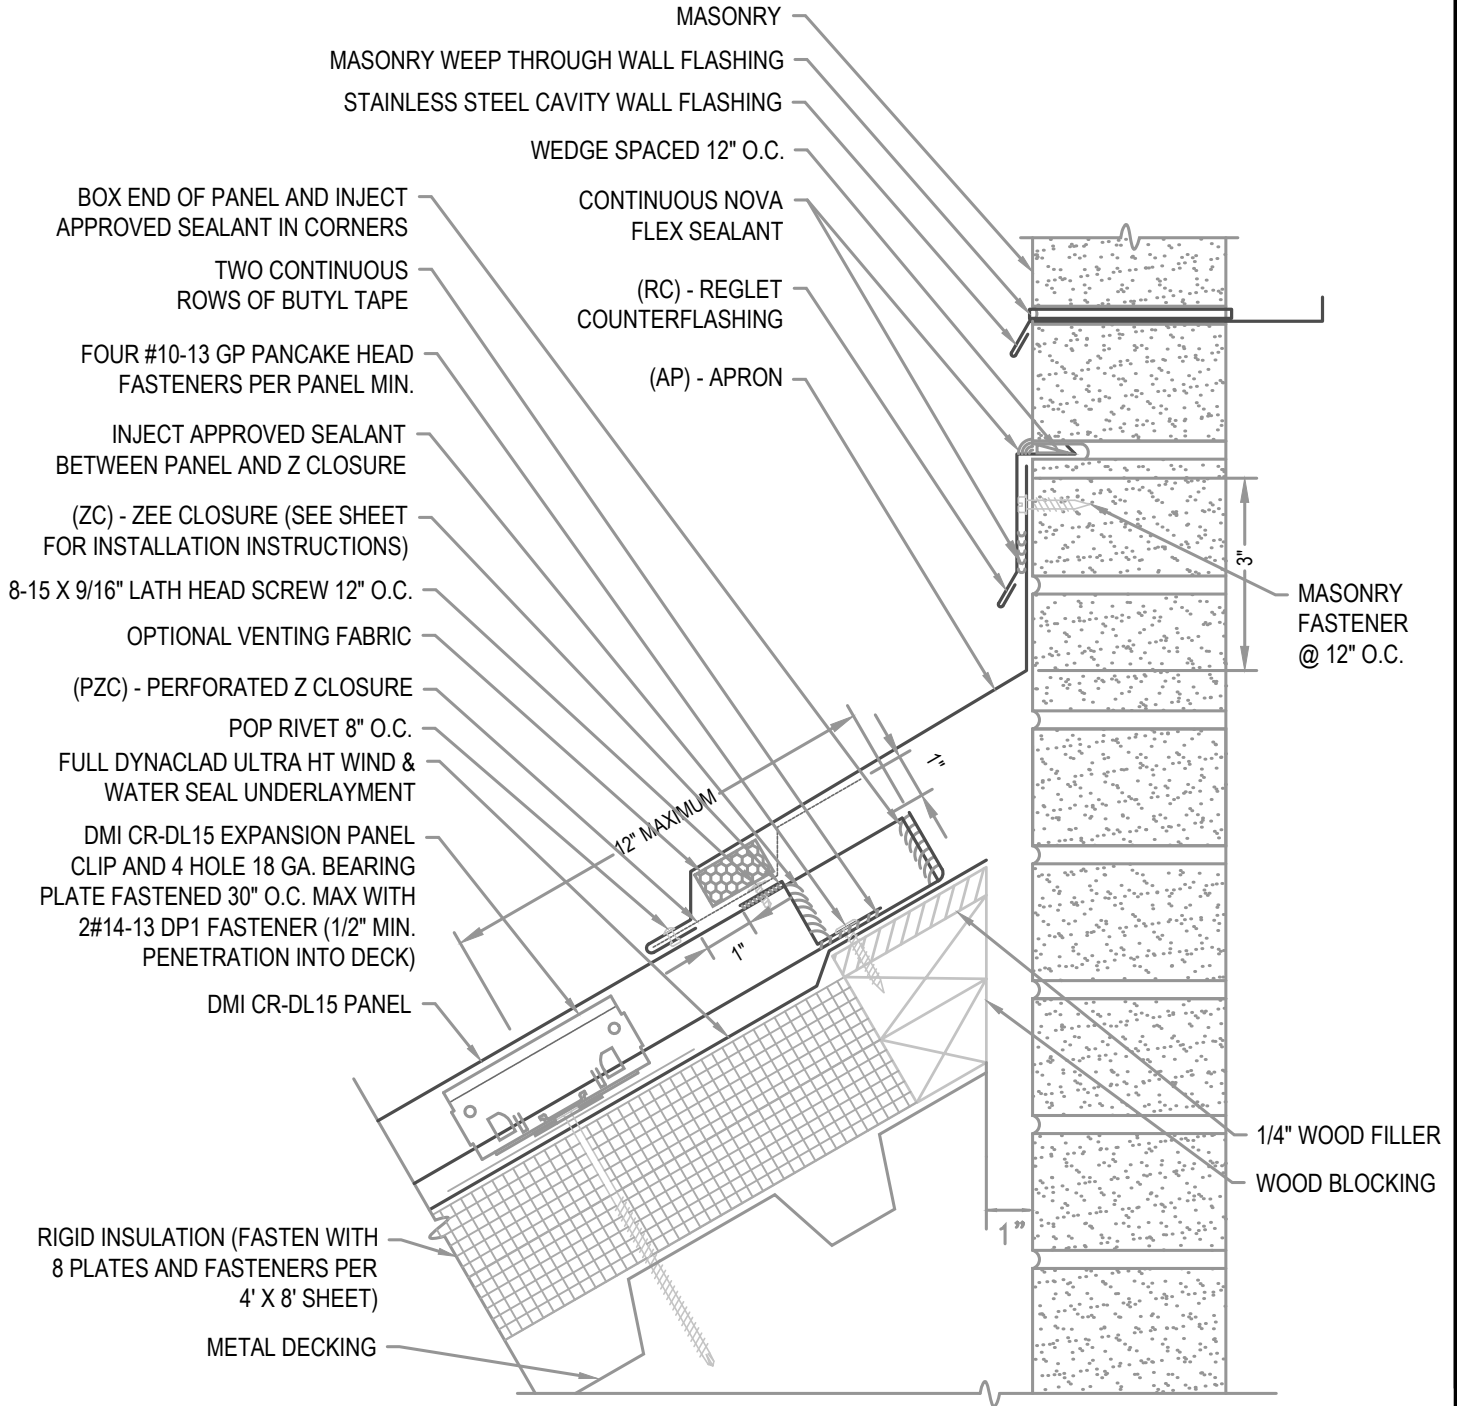 MASONRY
MASONRY WEEP THROUGH WALL FLASHING
STAINLESS STEEL CAVITY WALL FLASHING
WEDGE SPACED 12" O.C.
CONTINUOUS NOVA
FLEX SEALANT
(RC) - REGLET
COUNTERFLASHING
(AP) - APRON
BOX END OF PANEL AND INJECT
APPROVED SEALANT IN CORNERS
TWO CONTINUOUS
ROWS OF BUTYL TAPE
FOUR #10-13 GP PANCAKE HEAD
FASTENERS PER PANEL MIN.
INJECT APPROVED SEALANT
BETWEEN PANEL AND Z CLOSURE
(ZC) - ZEE CLOSURE (SEE SHEET
FOR INSTALLATION INSTRUCTIONS)
8-15 X 9/16" LATH HEAD SCREW 12" O.C.
OPTIONAL VENTING FABRIC
(PZC) - PERFORATED Z CLOSURE
POP RIVET 8" O.C.
FULL DYNACLAD ULTRA HT WIND &
WATER SEAL UNDERLAYMENT
DMI CR-DL15 EXPANSION PANEL
CLIP AND 4 HOLE 18 GA. BEARING
PLATE FASTENED 30" O.C. MAX WITH
2#14-13 DP1 FASTENER (1/2" MIN.
PENETRATION INTO DECK)
DMI CR-DL15 PANEL
RIGID INSULATION (FASTEN WITH
8 PLATES AND FASTENERS PER
4' X 8' SHEET)
METAL DECKING
12" MAXIMUM
1"
1"
3"
MASONRY
FASTENER
@ 12" O.C.
1/4" WOOD FILLER
WOOD BLOCKING
1"